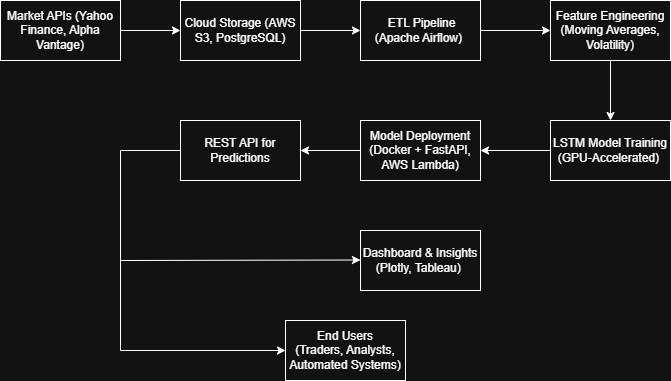 Market APIs (Yahoo
Finance, Alpha
Vantage)
Cloud Storage (AWS
S3, PostgreSQL)
ETL Pipeline
(Apache Airflow)
Feature Engineering
(Moving Averages,
Volatility)
REST API for
Predictions
Model Deployment
(Docker + FastAPI,
AWS Lambda)
LSTM Model Training
(GPU-Accelerated)
Dashboard & Insights
(Plotly, Tableau)
End Users
(Traders, Analysts,
Automated Systems)